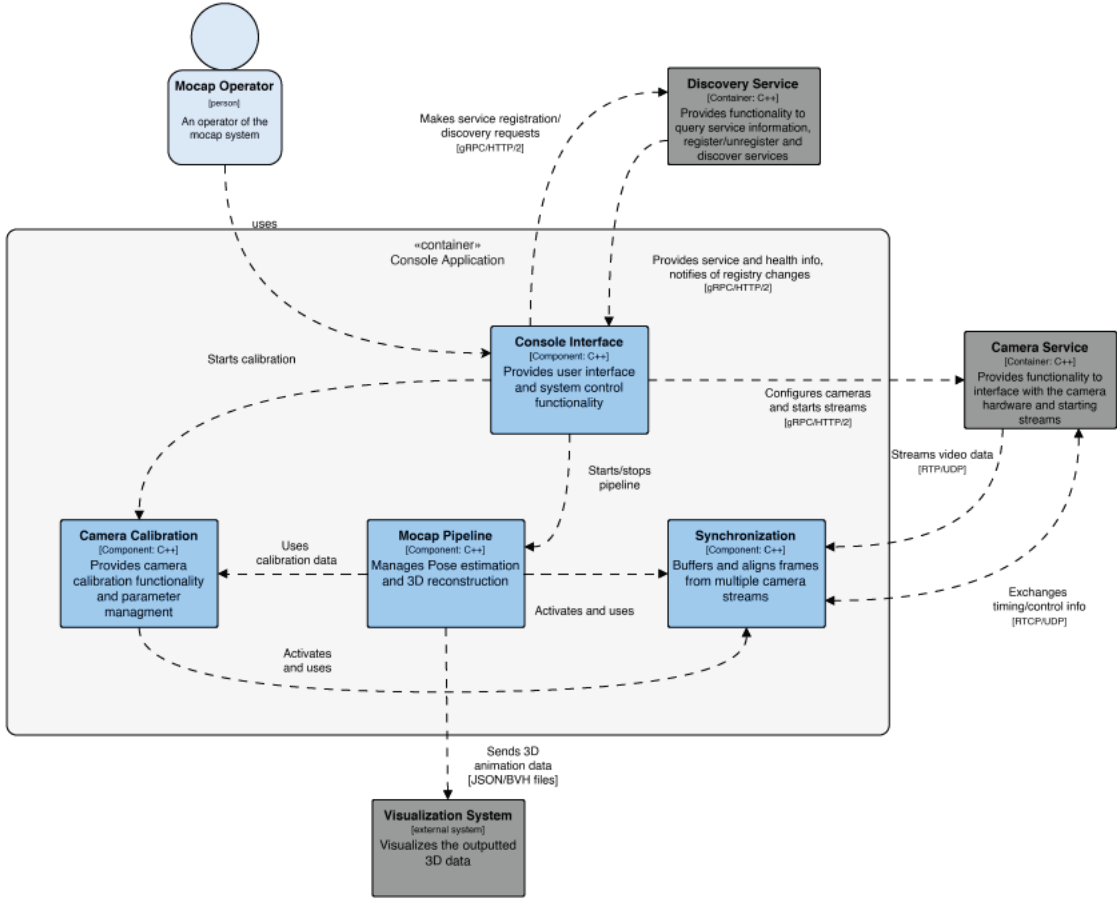 Mocap Operator
[person]
An operator of the
mocap system
Discovery Service
[Container: C++]
Provides functionality to
query service information,
register/unregister and
discover services
Makes service registration/
discovery requests
[gRPC/HTTP/2]
uses
«container»
Console Application
Provides service and health info,
notifies of registry changes
[gRPC/HTTP/2]
Console Interface
[Component: C++]
Provides user interface
and system control
functionality
Camera Service
[Container: C++]
Provides functionality to
interface with the camera
hardware and starting
streams
Starts calibration
Configures cameras
and starts streams
[gRPC/HTTP/2]
Streams video data
[RTP/UDP]
Starts/stops
pipeline
Camera Calibration
[Component: C++]
Provides camera
calibration functionality
and parameter
managment
Uses
calibration data
Mocap Pipeline
[Component: C++]
Manages Pose estimation
and 3D reconstruction
Activates and uses
Synchronization
[Component: C++]
Buffers and aligns frames
from multiple camera
streams
Exchanges
timing/control info
[RTCP/UDP]
Activates
and uses
Sends 3D
animation data
[JSON/BVH files]
Visualization System
[external system]
Visualizes the outputted
3D data